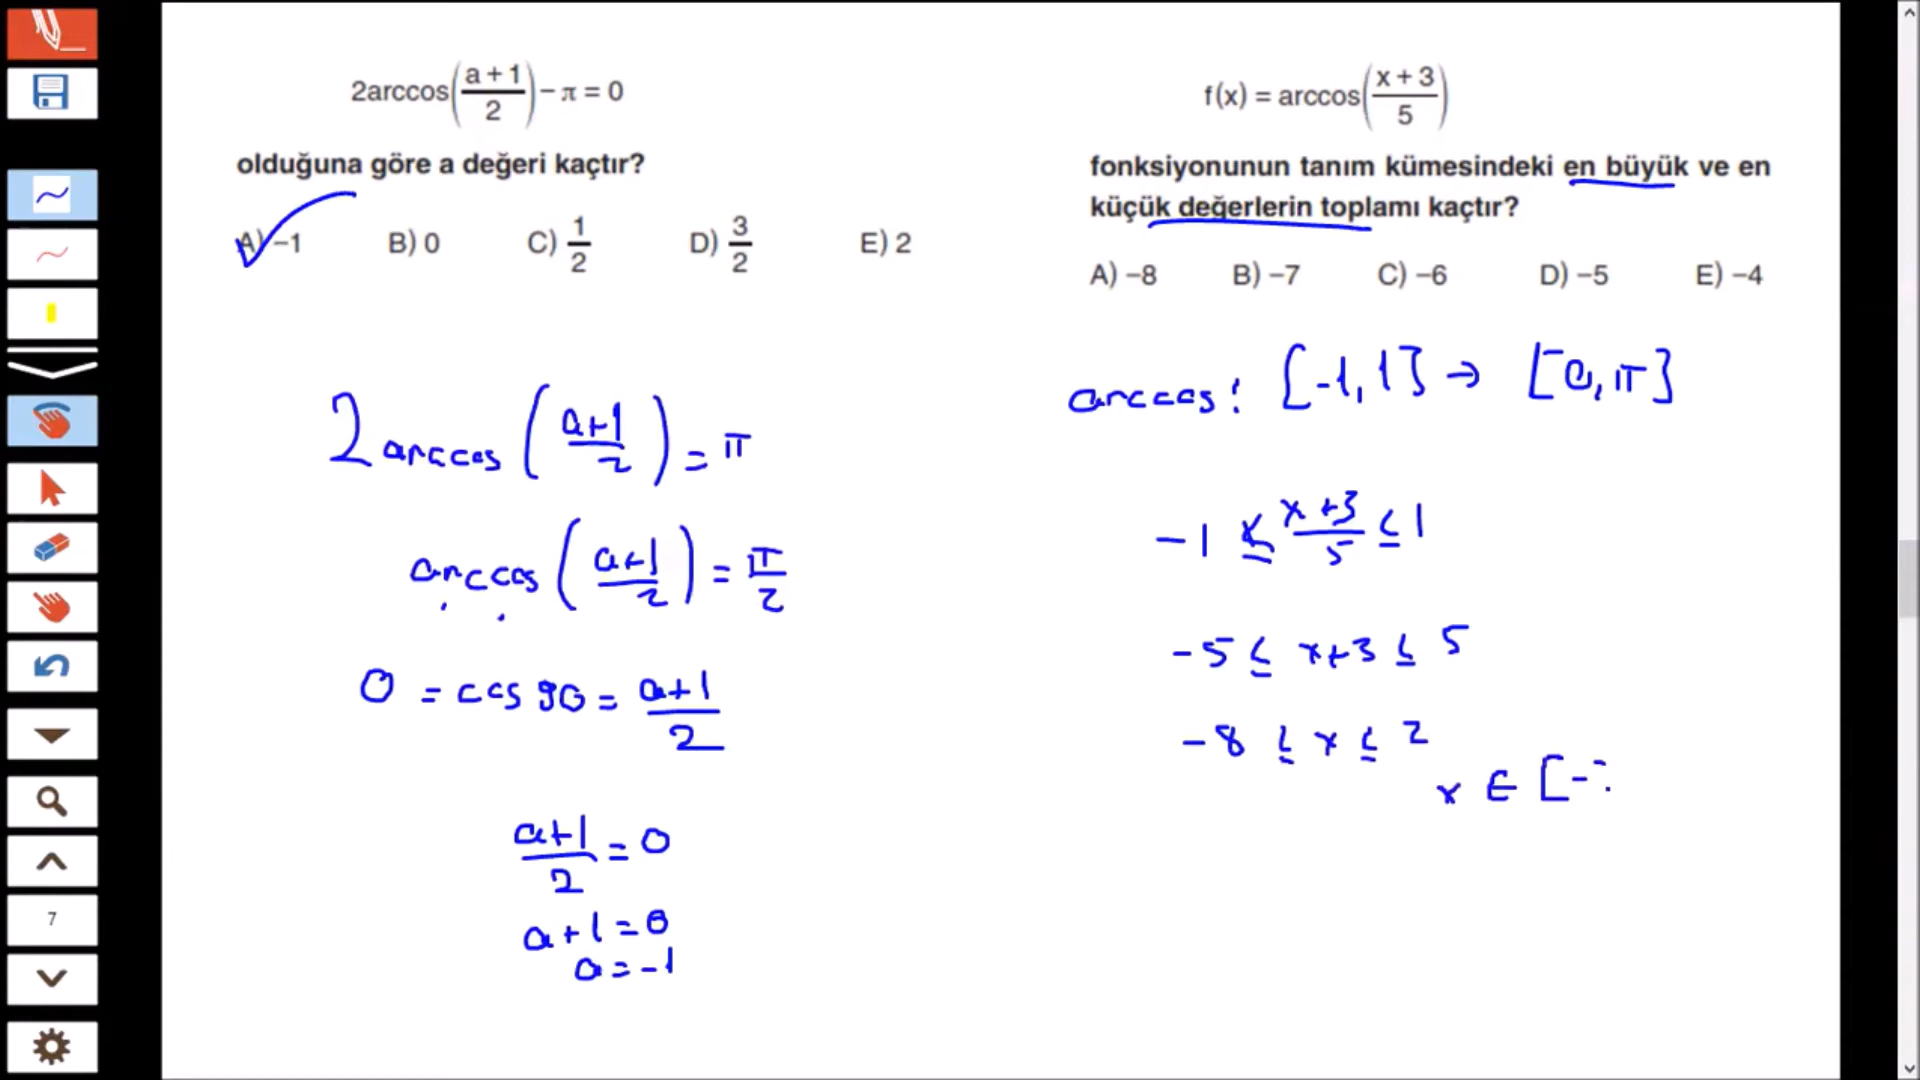 2arccos((a + 1)/2) − π = 0
olduğuna göre a değeri kaçtır?
A) −1 B) 0 C) 1/2 D) 3/2 E) 2
2 arccos (a+1/2) = π
arccos (a+1/2) = π/2
0 = cos 90 = a+1/2
a+1/2 = 0
a+1 = 0
a = -1
f(x) = arccos((x + 3)/5)
fonksiyonunun tanım kümesindeki en büyük ve en
küçük değerlerin toplamı kaçtır?
A) −8 B) −7 C) −6 D) −5 E) −4
arccos : [-1, 1] → [0, π]
-1 ≤ x+3/5 ≤ 1
-5 ≤ x+3 ≤ 5
-8 ≤ x ≤ 2
x ∈ [-
7